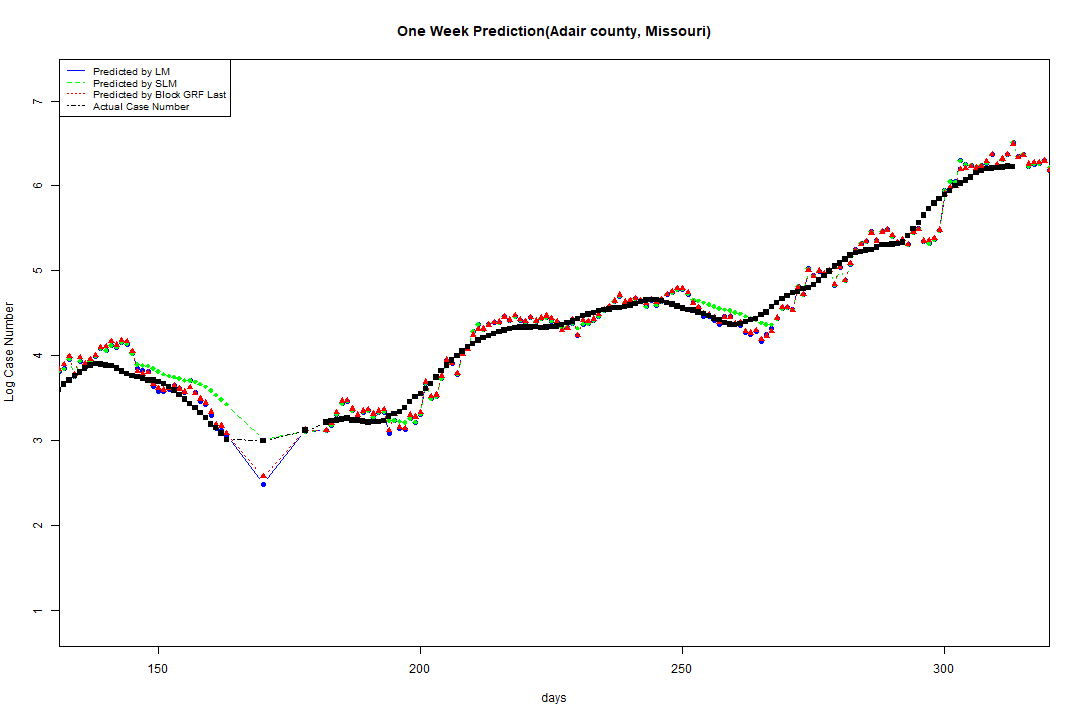 One Week Prediction(Adair county, Missouri)
Predicted by LM
Predicted by SLM
Predicted by Block GRF Last
Actual Case Number
7
6
5
4
3
2
1
Log Case Number
150
200
250
300
days